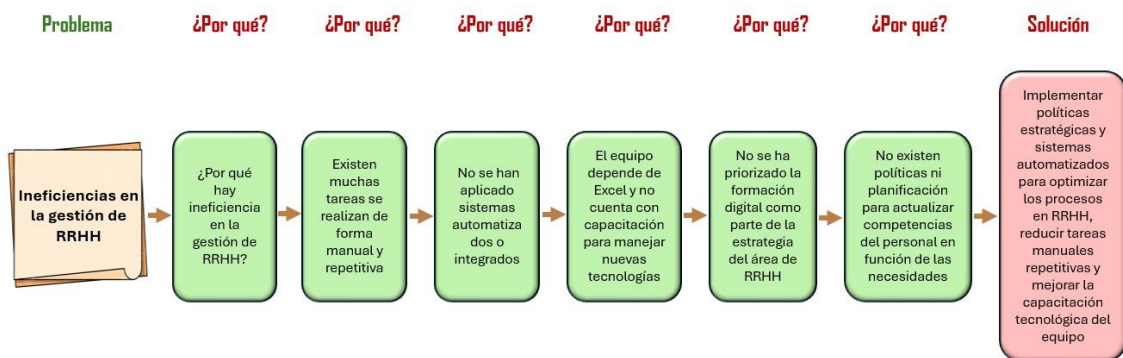 Problema
¿Por qué?
¿Por qué?
¿Por qué?
¿Por qué?
¿Por qué?
¿Por qué?
Solución
Ineficiencias en
la gestión de
RRHH
¿Por qué
hay
ineficiencia
en la
gestión de
RRHH?
Existen
muchas
tareas se
realizan de
forma
manual y
repetitiva
No se han
aplicado
sistemas
automatiza
dos o
integrados
El equipo
depende de
Excel y no
cuenta con
capacitación
para manejar
nuevas
tecnologías
No se ha
priorizado la
formación
digital como
parte de la
estrategia
del área de
RRHH
No existen
políticas ni
planificación
para actualizar
competencias
del personal en
función de las
necesidades
Implementar
políticas
estratégicas y
sistemas
automatizados
para optimizar
los procesos
en RRHH,
reducir tareas
manuales
repetitivas y
mejorar la
capacitación
tecnológica del
equipo